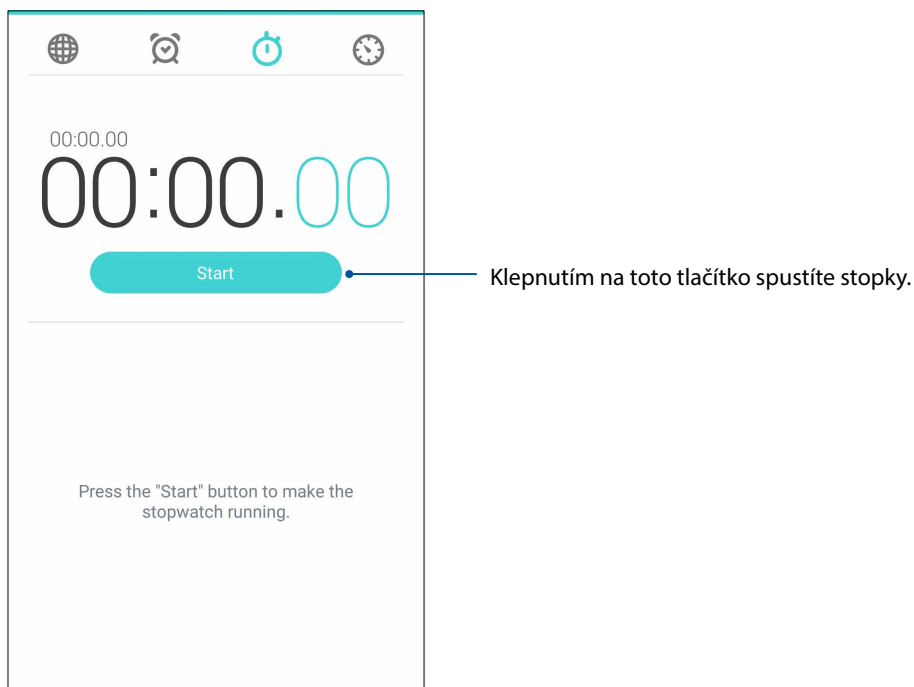 00:00.00
00:00.00
Start
Klepnutím na toto tlačítko spustíte stopky.
Press the "Start" button to make the
stopwatch running.